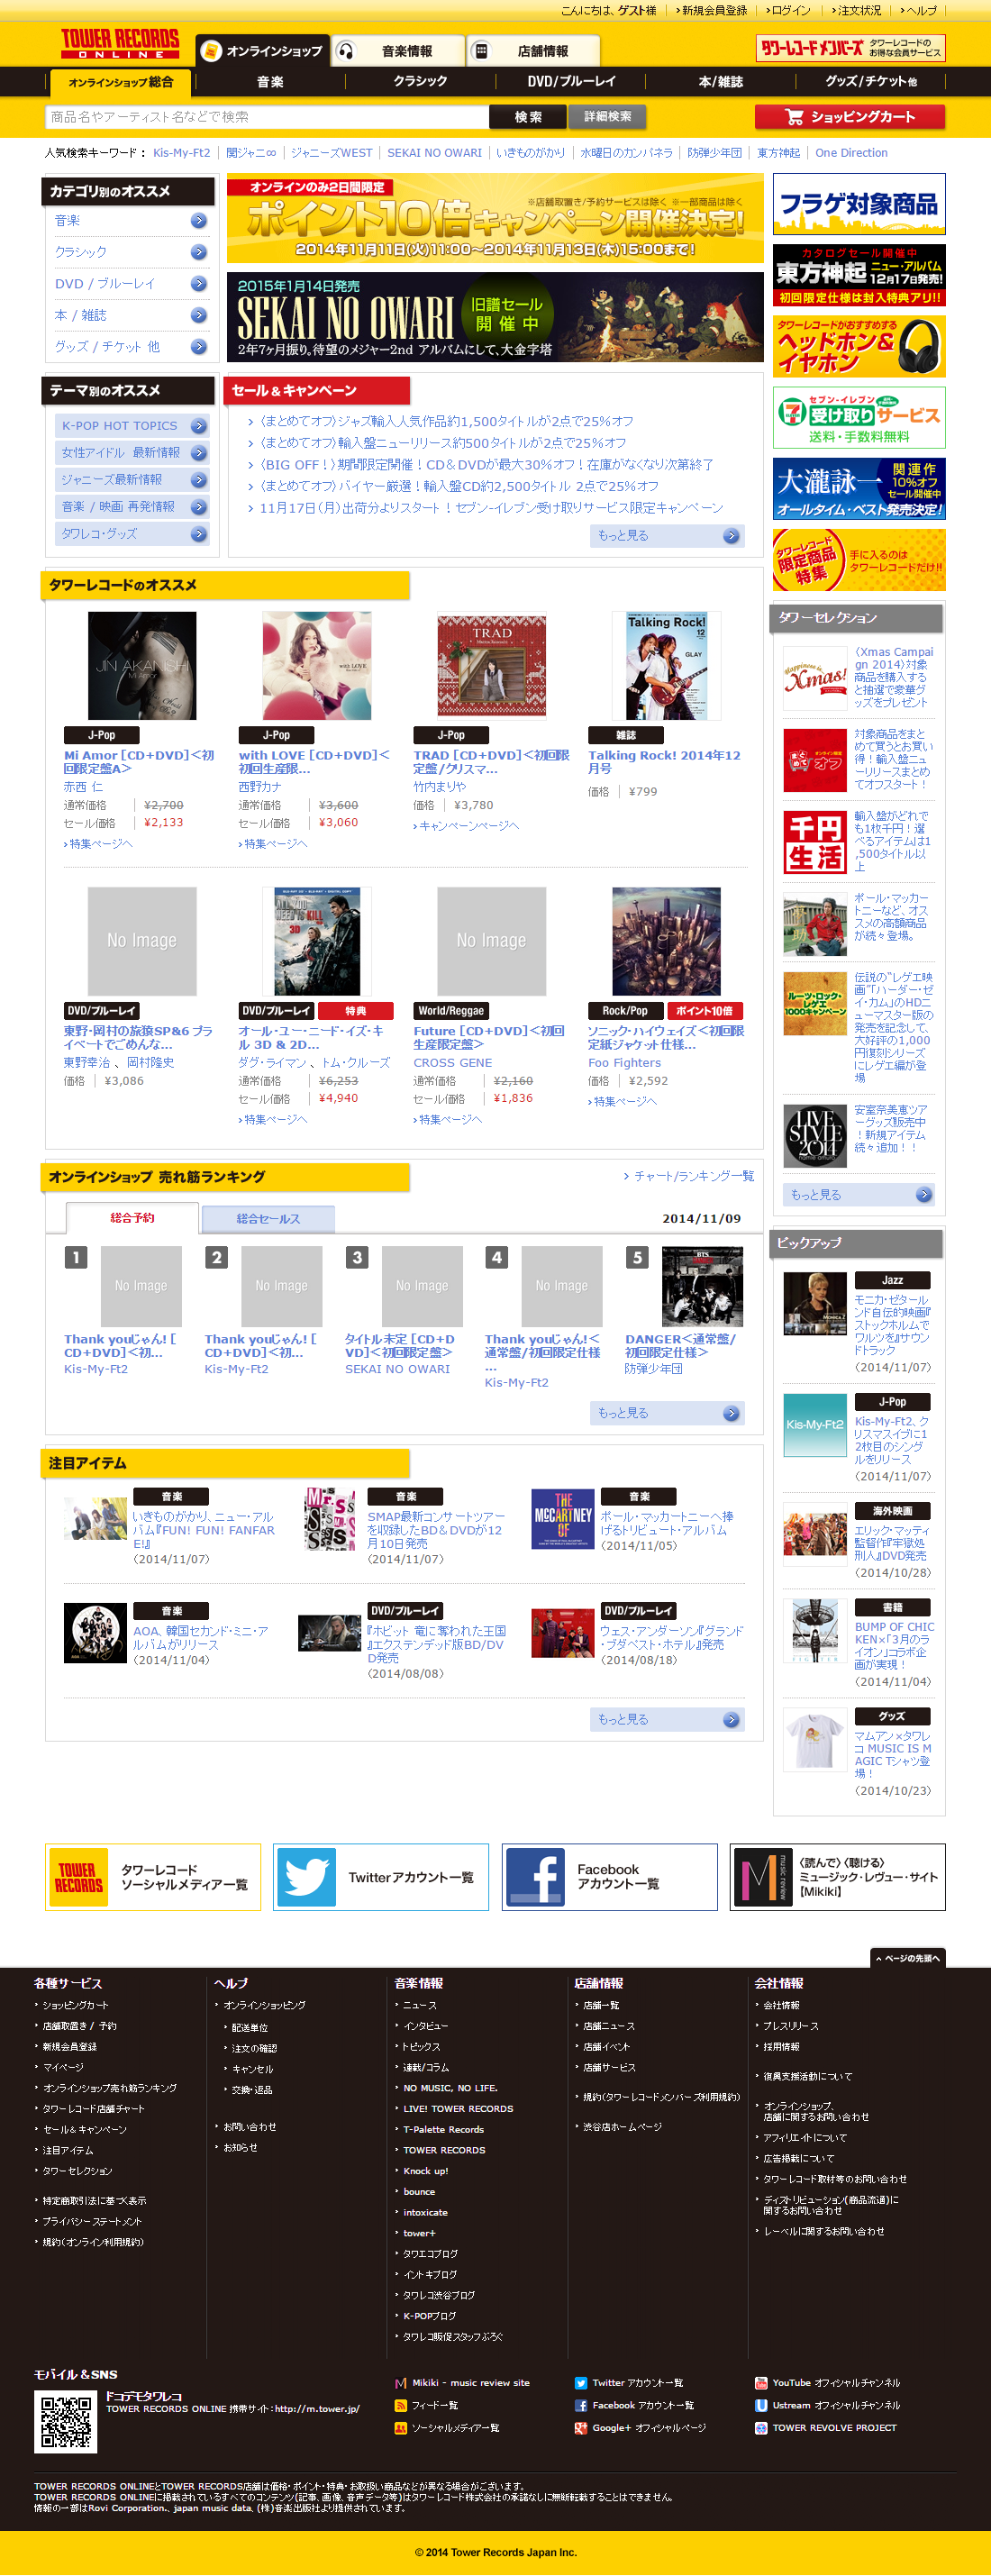 こんにちは、ゲスト様
新規会員登録
ログイン
注文状況
ヘルプ
TOWER RECORDS
ONLINE
オンラインショップ
音楽情報
店舗情報
タワーレコード メンバーズ
タワーレコードの
お得な会員サービス
オンラインショップ総合
音楽
クラシック
DVD/ブルーレイ
本/雑誌
グッズ/チケット他
商品名やアーティスト名などで検索
検索
詳細検索
ショッピングカート
人気検索キーワード： Kis-My-Ft2 関ジャニ∞ ジャニーズWEST SEKAI NO OWARI いきものがかり 水曜日のカンパネラ 防弾少年団 東方神起 One Direction
カテゴリ別のオススメ
音楽
クラシック
DVD / ブルーレイ
本 / 雑誌
グッズ / チケット 他
オンラインのみ2日間限定
ポイント10倍キャンペーン開催決定!
※店舗取置き/予約サービスは除く ※一部商品は除く
2014年11月11日(火)11:00～2014年11月13日(木)15:00まで!
2015年1月14日発売
SEKAI NO OWARI
旧譜セール
開催中
2年7ヶ月振り。待望のメジャー2nd アルバムにして、大金字塔
フラゲ対象商品
カタログセール開催中
東方神起 ニュー・アルバム
12月17日発売!
初回限定仕様は封入特典アリ!!
タワーレコードがおすすめする
ヘッドホン&
イヤホン
セブン-イレブン
受け取りサービス
送料・手数料無料
大瀧詠一
関連作
10%オフ
セール開催中
オールタイム・ベスト発売決定!
タワーレコード
限定商品
特集
手に入るのは
タワーレコードだけ!!
テーマ別のオススメ
K-POP HOT TOPICS
女性アイドル 最新情報
ジャニーズ最新情報
音楽 / 映画 再発情報
タワレコ・グッズ
セール＆キャンペーン
〈まとめてオフ〉ジャズ輸入人気作品約1,500タイトルが2点で25％オフ
〈まとめてオフ〉輸入盤ニューリリース約500タイトルが2点で25％オフ
〈BIG OFF！〉期間限定開催！CD＆DVDが最大30％オフ！在庫がなくなり次第終了
〈まとめてオフ〉バイヤー厳選！輸入盤CD約2,500タイトル 2点で25％オフ
11月17日（月）出荷分よりスタート！セブン-イレブン受け取りサービス限定キャンペーン
もっと見る
タワーレコードのオススメ
JIN AKANISHI
Mi Amor
with LOVE
TRAD
Talking Rock!
12
GLAY
J-Pop
J-Pop
J-Pop
雑誌
Mi Amor ［CD+DVD］＜初
回限定盤A＞
赤西 仁
通常価格 ¥2,700
セール価格 ¥2,133
特集ページへ
with LOVE ［CD+DVD］＜
初回生産限...
西野カナ
通常価格 ¥3,600
セール価格 ¥3,060
特集ページへ
TRAD ［CD+DVD］＜初回限
定盤/クリスマ...
竹内まりや
価格 ¥3,780
キャンペーンページへ
Talking Rock! 2014年12
月号
価格 ¥799
No Image
No Image
DVD/ブルーレイ
DVD/ブルーレイ
特典
World/Reggae
Rock/Pop
ポイント10倍
東野・岡村の旅猿SP&6 プラ
イベートでごめんな...
東野幸治 、 岡村隆史
価格 ¥3,086
オール・ユー・ニード・イズ・キ
ル 3D & 2D...
ダグ・ライマン 、 トム・クルーズ
通常価格 ¥6,253
セール価格 ¥4,940
特集ページへ
Future ［CD+DVD］＜初回
生産限定盤＞
CROSS GENE
通常価格 ¥2,160
セール価格 ¥1,836
特集ページへ
ソニック・ハイウェイズ＜初回限
定紙ジャケット仕様...
Foo Fighters
価格 ¥2,592
特集ページへ
タワーセレクション
Xmas!
〈Xmas Campai
gn 2014〉対象
商品を購入する
と抽選で豪華グ
ッズをプレゼント
対象商品をまと
めて買うとお買い
得！輸入盤ニュ
ーリリースまとめ
てオフスタート！
千円
生活
輸入盤がどれで
も1枚千円！選
べるアイテムは1
,500タイトル以
上
ポール・マッカー
トニーなど、オス
スメの高額商品
が続々登場。
ルーツ・ロック・
レゲエ
1000キャンペーン
伝説の“レゲエ映
画”「ハーダー・ゼ
イ・カム」のHDニ
ューマスター版の
発売を記念して、
大好評の1,000
円復刻シリーズ
にレゲエ編が登
場
LIVE
STYLE
2014
安室奈美恵ツア
ーグッズ販売中
！新規アイテム
続々追加！！
もっと見る
オンラインショップ 売れ筋ランキング
チャート/ランキング一覧
総合予約
総合セールス
2014/11/09
1
No Image
Thank youじゃん! ［
CD+DVD］＜初...
Kis-My-Ft2
2
No Image
Thank youじゃん! ［
CD+DVD］＜初...
Kis-My-Ft2
3
No Image
タイトル未定 ［CD+D
VD］＜初回限定盤＞
SEKAI NO OWARI
4
No Image
Thank youじゃん!＜
通常盤/初回限定仕様
...
Kis-My-Ft2
5
BTS
DANGER＜通常盤/
初回限定仕様＞
防弾少年団
もっと見る
ピックアップ
Jazz
モニカ・ゼタールン
ンド自伝的映画『
ストックホルムで
ワルツを』サウン
ドトラック
（2014/11/07）
Kis-My-Ft2
J-Pop
Kis-My-Ft2、ク
リスマスイヴに1
2枚目のシング
ルをリリース
（2014/11/07）
海外映画
エリック・マッティ
監督作『牢獄処
刑人』DVD発売
（2014/10/28）
書籍
BUMP OF CHIC
KEN×「3月のラ
イオン」コラボ企
画が実現！
（2014/11/04）
グッズ
マムアン×タワレ
コ MUSIC IS M
AGIC Tシャツ登
場！
（2014/10/23）
注目アイテム
音楽
いきものがかり、ニュー・アル
バム『FUN! FUN! FANFAR
E!』
（2014/11/07）
音楽
SMAP最新コンサートツアー
を収録したBD＆DVDが12
月10日発売
（2014/11/07）
THE
McCARTNEY
OF
音楽
ポール・マッカートニーへ捧
げるトリビュート・アルバム
（2014/11/05）
音楽
AOA、韓国セカンド・ミニ・ア
ルバムがリリース
（2014/11/04）
DVD/ブルーレイ
『ホビット 竜に奪われた王国
』エクステンデッド版BD/DV
D発売
（2014/08/08）
DVD/ブルーレイ
ウェス・アンダーソン『グランド
・ブダペスト・ホテル』発売
（2014/08/18）
もっと見る
TOWER
RECORDS
タワーレコード
ソーシャルメディア一覧
Twitterアカウント一覧
Facebook
アカウント一覧
music review
〈読んで〉〈聴ける〉
ミュージック・レヴュー・サイト
【Mikiki】
ページの先頭へ
各種サービス
ショッピングカート
店舗取置き / 予約
新規会員登録
マイページ
オンラインショップ売れ筋ランキング
タワーレコード店舗チャート
セール＆キャンペーン
注目アイテム
タワーセレクション
特定商取引法に基づく表示
プライバシーステートメント
規約（オンライン利用規約）
ヘルプ
オンラインショッピング
配送単位
注文の確認
キャンセル
交換・返品
お問い合わせ
お知らせ
音楽情報
ニュース
インタビュー
トピックス
連載/コラム
NO MUSIC, NO LIFE.
LIVE! TOWER RECORDS
T-Palette Records
TOWER RECORDS
Knock up!
bounce
intoxicate
tower+
タワエコブログ
イントキブログ
タワレコ渋谷ブログ
K-POPブログ
タワレコ販促スタッフぶろぐ
店舗情報
店舗一覧
店舗ニュース
店舗イベント
店舗サービス
規約（タワーレコードメンバーズ利用規約）
渋谷店ホームページ
会社情報
会社情報
プレスリリース
採用情報
復興支援活動について
オンラインショップ、
店舗に関するお問い合わせ
アフィリエイトについて
広告掲載について
タワーレコード取材等のお問い合わせ
ディストリビューション(商品流通)に
関するお問い合わせ
レーベルに関するお問い合わせ
モバイル＆SNS
ドコデモタワレコ
TOWER RECORDS ONLINE 携帯サイト：http://m.tower.jp/
Mikiki - music review site
フィード一覧
ソーシャルメディア一覧
Twitter アカウント一覧
Facebook アカウント一覧
Google+ オフィシャルページ
YouTube オフィシャルチャンネル
Ustream オフィシャルチャンネル
TOWER REVOLVE PROJECT
TOWER RECORDS ONLINEとTOWER RECORDS店舗は価格・ポイント・特典・お取扱い商品などが異なる場合がございます。
TOWER RECORDS ONLINEに掲載されているすべてのコンテンツ(記事、画像、音声データ等)はタワーレコード株式会社の承諾なしに無断転載することはできません。
情報の一部はRovi Corporation.、japan music data、(株)音楽出版社より提供されています。
© 2014 Tower Records Japan Inc.